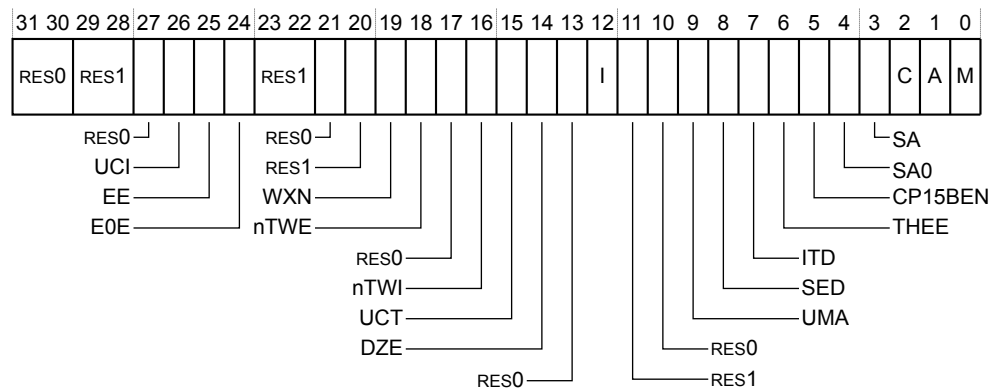 31 30 29 28 27 26 25 24 23 22 21 20 19 18 17 16 15 14 13 12 11 10 9 8 7 6 5 4 3 2 1 0
RES0 RES1 RES1 I C A M
RES0 RES0 SA
UCI RES1 SA0
EE WXN CP15BEN
E0E nTWE THEE
RES0 ITD
nTWI SED
UCT UMA
DZE RES0
RES0 RES1